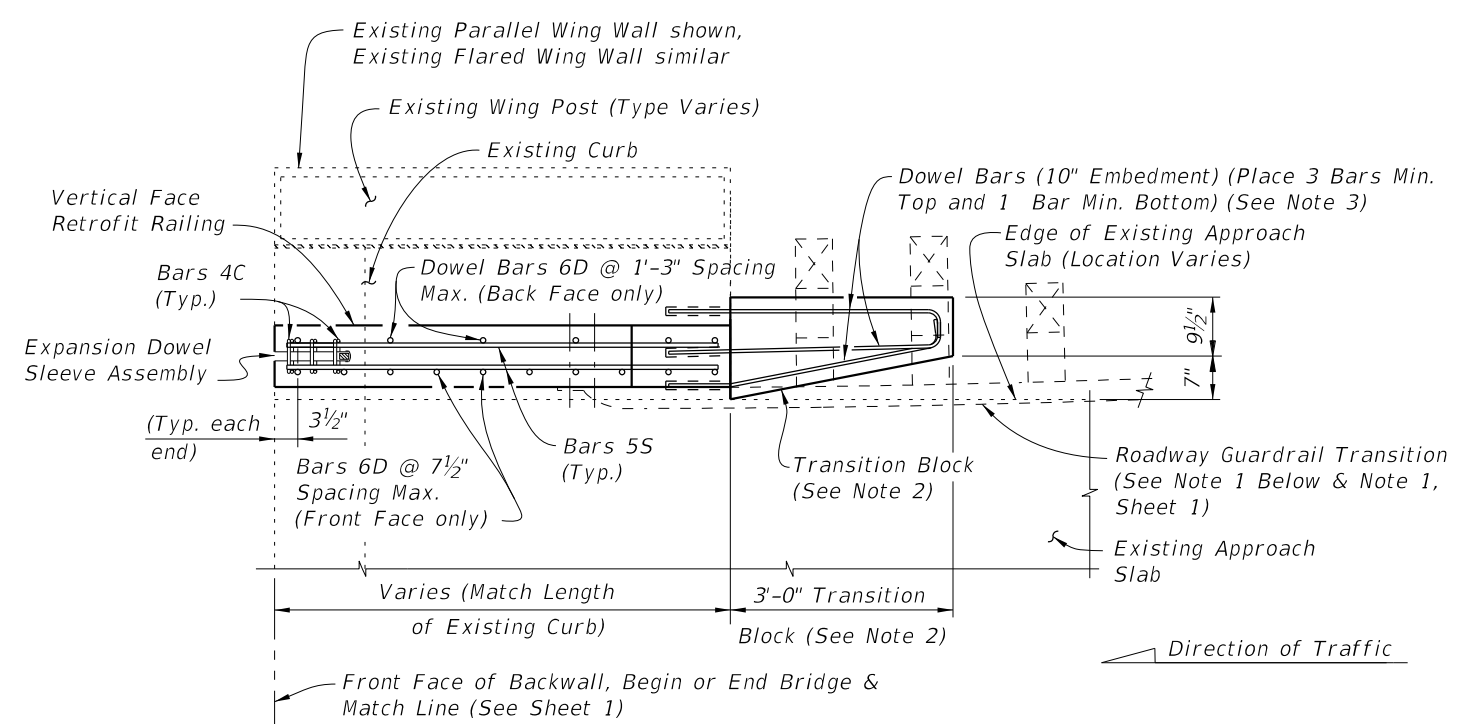 Existing Parallel Wing Wall shown,
Existing Flared Wing Wall similar
Existing Wing Post (Type Varies)
Existing Curb
Vertical Face
Retrofit Railing
Dowel Bars (10" Embedment) (Place 3 Bars Min.
Top and 1 Bar Min. Bottom) (See Note 3)
Edge of Existing Approach
Slab (Location Varies)
Bars 4C
(Typ.)
Dowel Bars 6D @ 1'-3" Spacing
Max. (Back Face only)
9½"
7"
Expansion Dowel
Sleeve Assembly
(Typ. each
end)
3½"
Bars 6D @ 7½"
Spacing Max.
(Front Face only)
Bars 5S
(Typ.)
Transition Block
(See Note 2)
Roadway Guardrail Transition
(See Note 1 Below & Note 1,
Sheet 1)
Existing Approach
Slab
Varies (Match Length
of Existing Curb)
3'-0" Transition
Block (See Note 2)
Direction of Traffic
Front Face of Backwall, Begin or End Bridge &
Match Line (See Sheet 1)